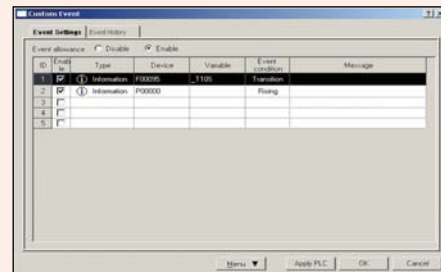 Custom Event
Event Settings Event History
Event allowance Disable Enable
ID Enable Type Device Variable Event condition Message
1 Information F00095 _T10S Transition
2 Information P00000 Rising
3
4
5
Menu Apply PLC OK Cancel